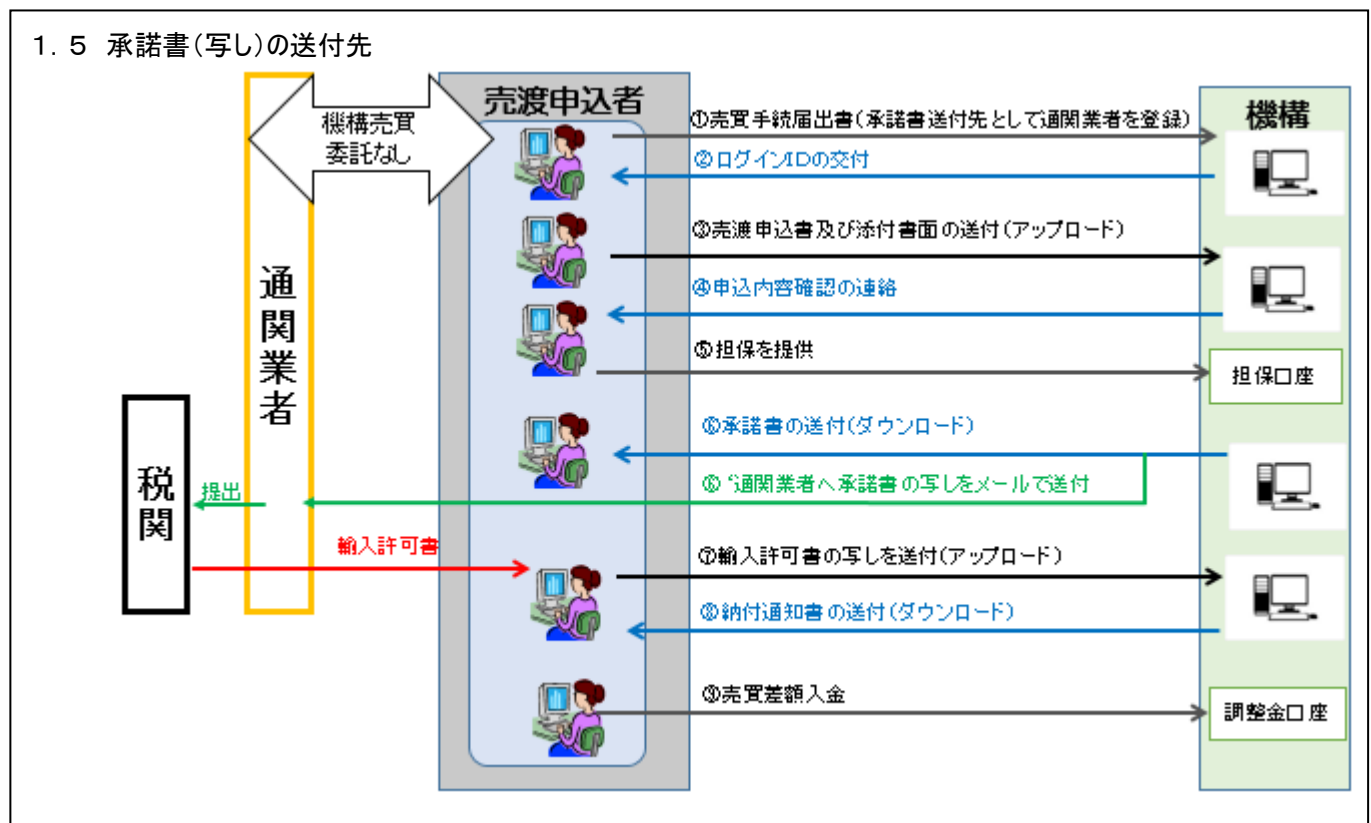 1.5 承諾書(写し)の送付先
売渡申込者
機構
機構売買
委託なし
①売買手続届出書(承諾書送付先として通関業者を登録)
②ログインIDの交付
③売渡申込書及び添付書面の送付(アップロード)
④申込内容確認の連絡
⑤担保を提供
担保口座
通関業者
税関
⑥承諾書の送付(ダウンロード)
⑥'通関業者へ承諾書の写しをメールで送付
提出
輸入許可書
⑦輸入許可書の写しを送付(アップロード)
⑧納付通知書の送付(ダウンロード)
⑨売買差額入金
調整金口座